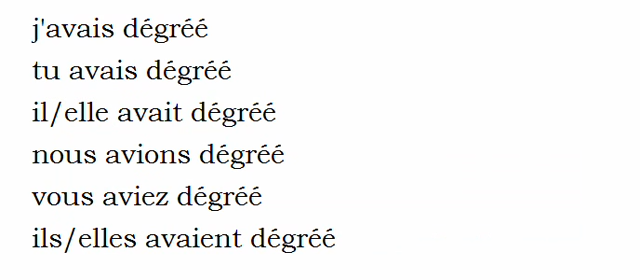 j'avais dégréé
tu avais dégréé
il/elle avait dégréé
nous avions dégréé
vous aviez dégréé
ils/elles avaient dégréé